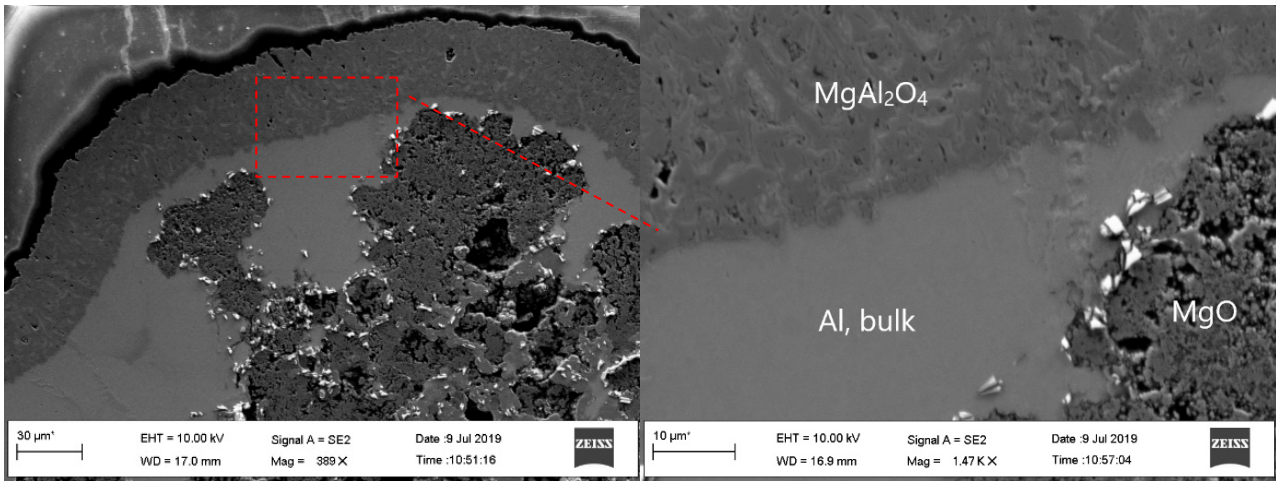 MgAl₂O₄
Al, bulk
MgO
30 µm*
EHT = 10.00 kV
Signal A = SE2
Date :9 Jul 2019
WD = 17.0 mm
Mag = 389 X
Time :10:51:16
ZEISS
10 µm*
EHT = 10.00 kV
Signal A = SE2
Date :9 Jul 2019
WD = 16.9 mm
Mag = 1.47 K X
Time :10:57:04
ZEISS